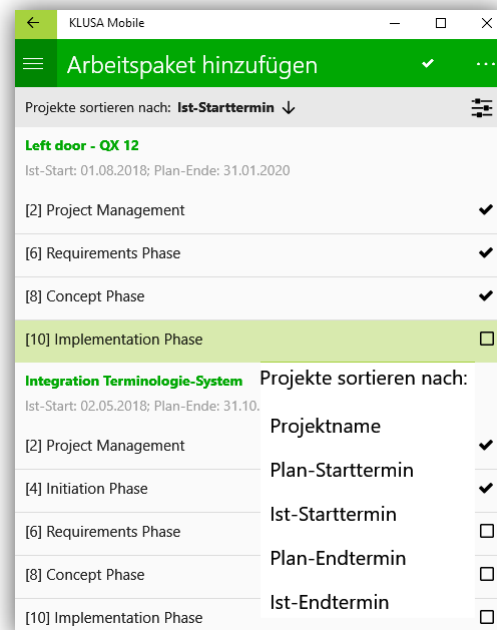 KLUSA Mobile
Arbeitspaket hinzufügen
Projekte sortieren nach: Ist-Starttermin ↓
Left door - QX 12
Ist-Start: 01.08.2018; Plan-Ende: 31.01.2020
[2] Project Management
[6] Requirements Phase
[8] Concept Phase
[10] Implementation Phase
Integration Terminologie-System
Ist-Start: 02.05.2018; Plan-Ende: 31.10.
[2] Project Management
[4] Initiation Phase
[6] Requirements Phase
[8] Concept Phase
[10] Implementation Phase
Projekte sortieren nach:
Projektname
Plan-Starttermin
Ist-Starttermin
Plan-Endtermin
Ist-Endtermin